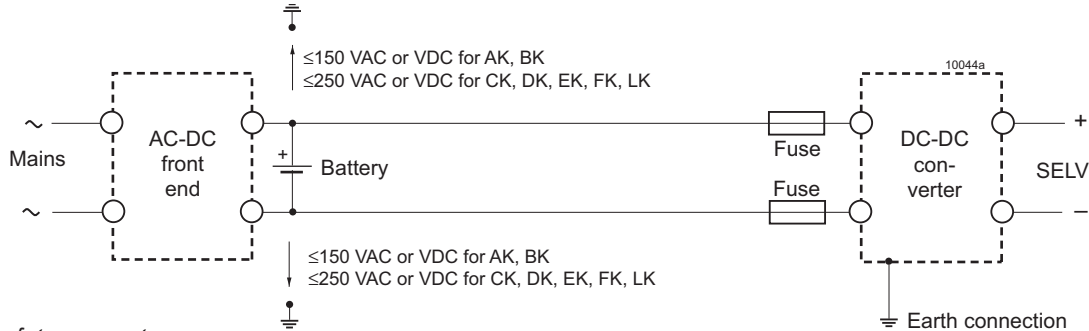 ≤150 VAC or VDC for AK, BK
≤250 VAC or VDC for CK, DK, EK, FK, LK
10044a
~
Mains
~
AC-DC
front
end
+
Battery
Fuse
Fuse
DC-DC
con-
verter
+
SELV
–
≤150 VAC or VDC for AK, BK
≤250 VAC or VDC for CK, DK, EK, FK, LK
Earth connection